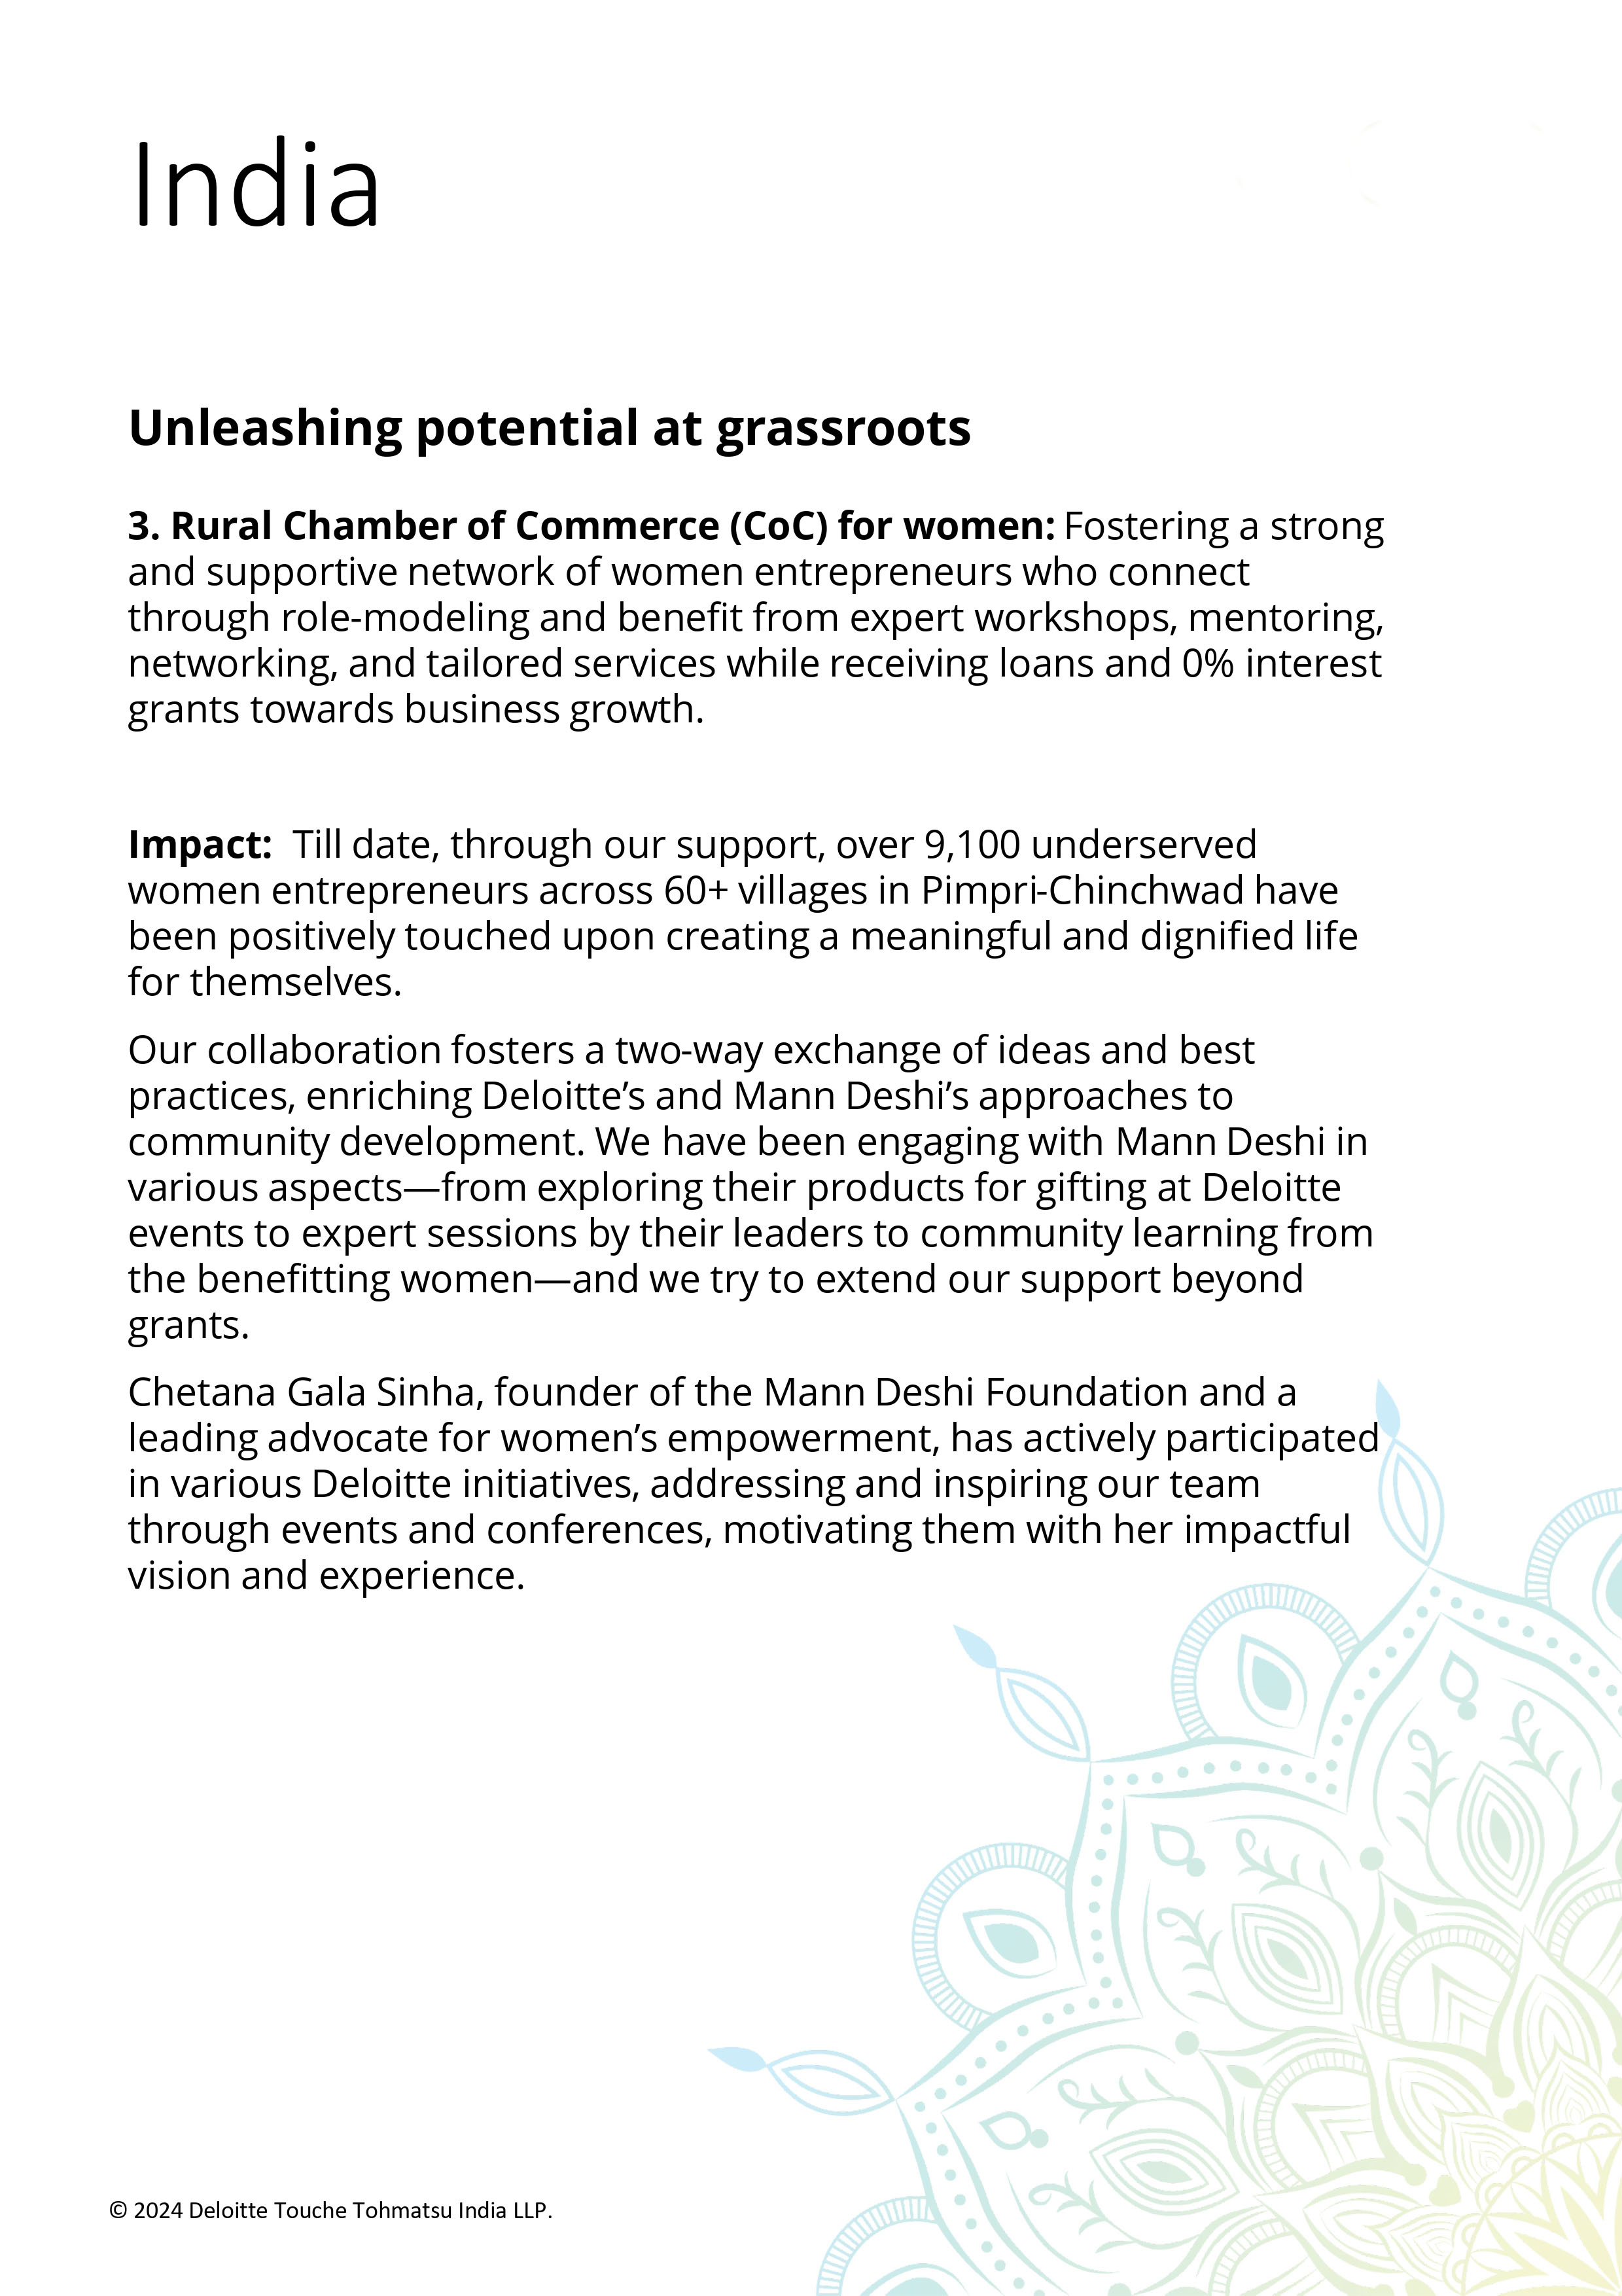 India
Unleashing potential at grassroots
3. Rural Chamber of Commerce (CoC) for women: Fostering a strong
and supportive network of women entrepreneurs who connect
through role-modeling and benefit from expert workshops, mentoring,
networking, and tailored services while receiving loans and 0% interest
grants towards business growth.
Impact:  Till date, through our support, over 9,100 underserved
women entrepreneurs across 60+ villages in Pimpri-Chinchwad have
been positively touched upon creating a meaningful and dignified life
for themselves.
Our collaboration fosters a two-way exchange of ideas and best
practices, enriching Deloitte’s and Mann Deshi’s approaches to
community development. We have been engaging with Mann Deshi in
various aspects—from exploring their products for gifting at Deloitte
events to expert sessions by their leaders to community learning from
the benefitting women—and we try to extend our support beyond
grants.
Chetana Gala Sinha, founder of the Mann Deshi Foundation and a
leading advocate for women’s empowerment, has actively participated
in various Deloitte initiatives, addressing and inspiring our team
through events and conferences, motivating them with her impactful
vision and experience.
© 2024 Deloitte Touche Tohmatsu India LLP.